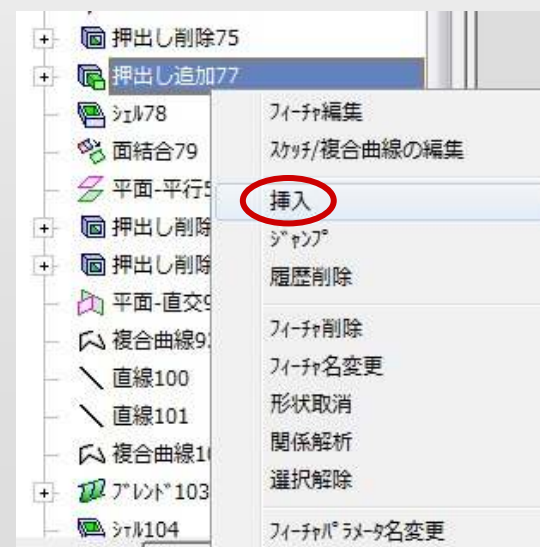 押出し削除75
押出し追加77
ｼｪﾙ78
面結合79
平面-平行
押出し削除
押出し削除
平面-直交
複合曲線
直線100
直線101
複合曲線
ﾌﾞﾚﾝﾄﾞ103
ｼｪﾙ104
ﾌｨｰﾁｬ編集
ｽｹｯﾁ/複合曲線の編集
挿入
ｼﾞｬﾝﾌﾟ
履歴削除
ﾌｨｰﾁｬ削除
ﾌｨｰﾁｬ名変更
形状取消
関係解析
選択解除
ﾌｨｰﾁｬﾊﾟﾗﾒｰﾀ名変更